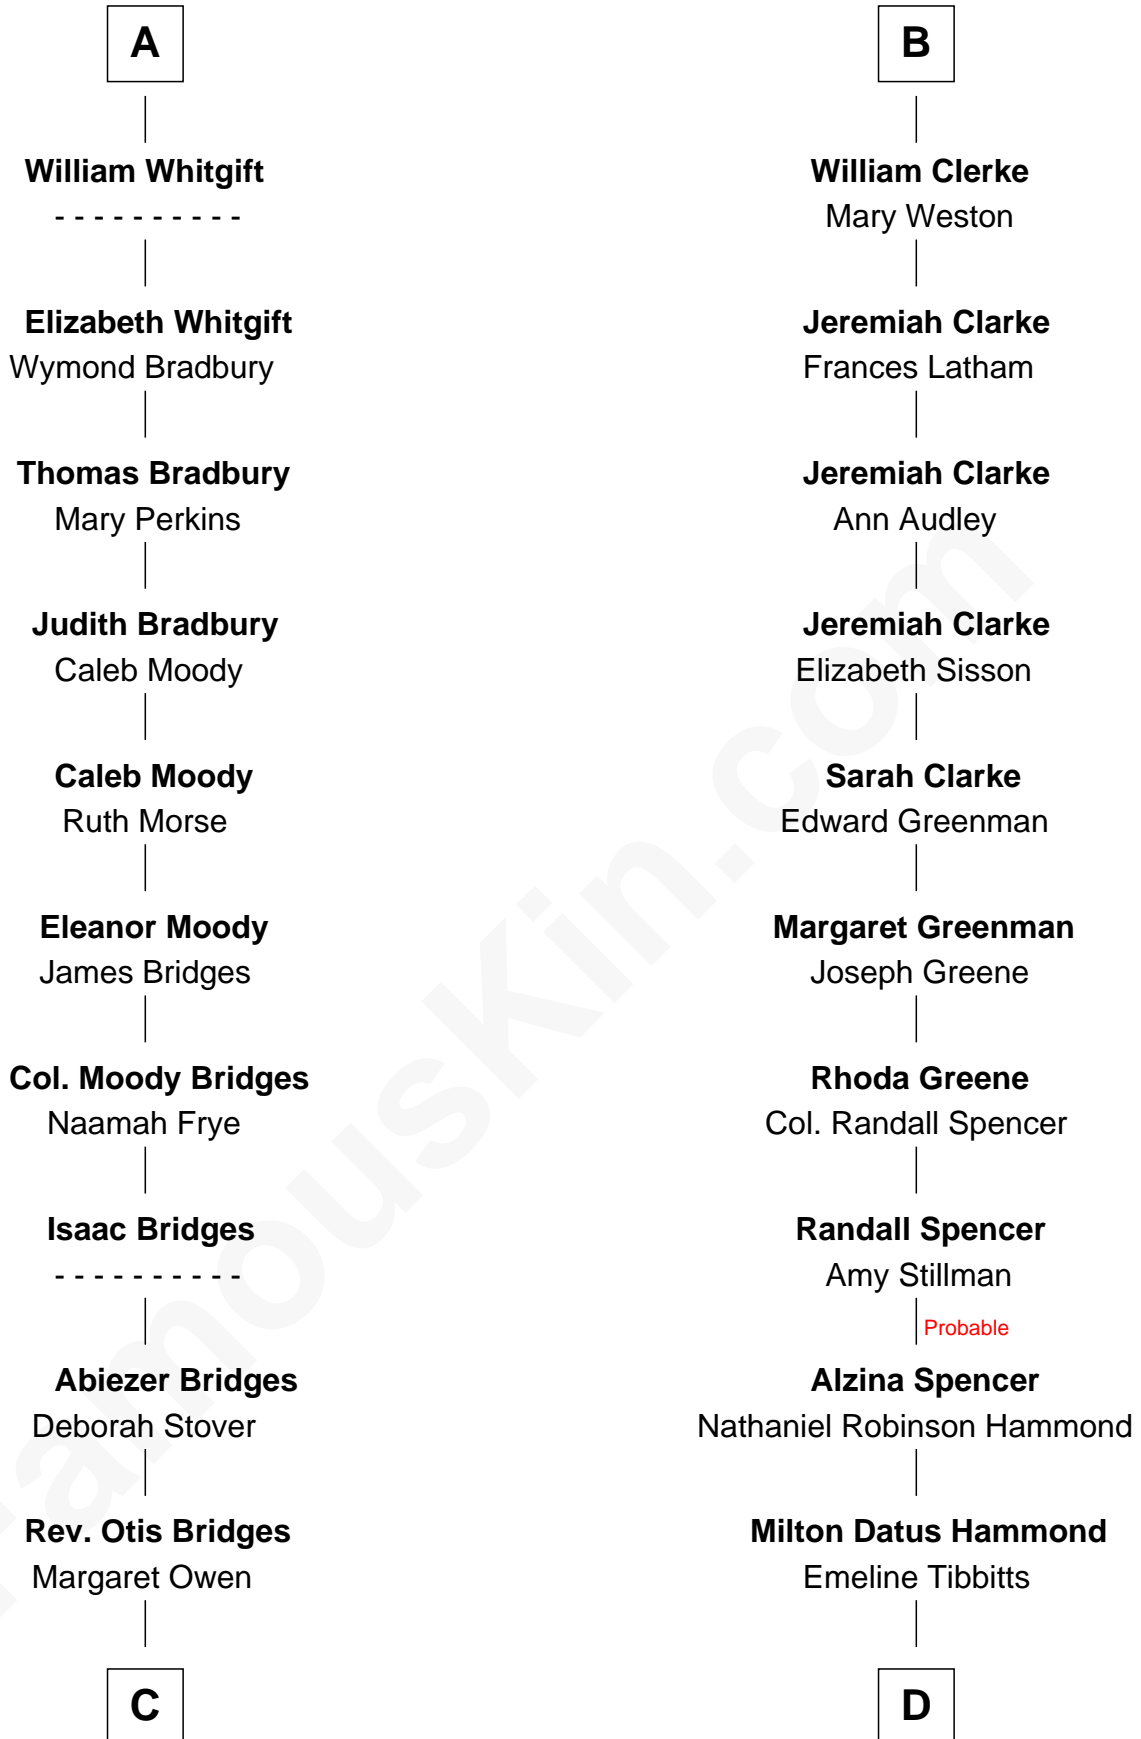 A
William Whitgift
- - - - - - - - - -
Elizabeth Whitgift
Wymond Bradbury
Thomas Bradbury
Mary Perkins
Judith Bradbury
Caleb Moody
Caleb Moody
Ruth Morse
Eleanor Moody
James Bridges
Col. Moody Bridges
Naamah Frye
Isaac Bridges
- - - - - - - - - -
Abiezer Bridges
Deborah Stover
Rev. Otis Bridges
Margaret Owen
C
B
William Clerke
Mary Weston
Jeremiah Clarke
Frances Latham
Jeremiah Clarke
Ann Audley
Jeremiah Clarke
Elizabeth Sisson
Sarah Clarke
Edward Greenman
Margaret Greenman
Joseph Greene
Rhoda Greene
Col. Randall Spencer
Randall Spencer
Amy Stillman
Probable
Alzina Spencer
Nathaniel Robinson Hammond
Milton Datus Hammond
Emeline Tibbitts
D
FamousKin.com